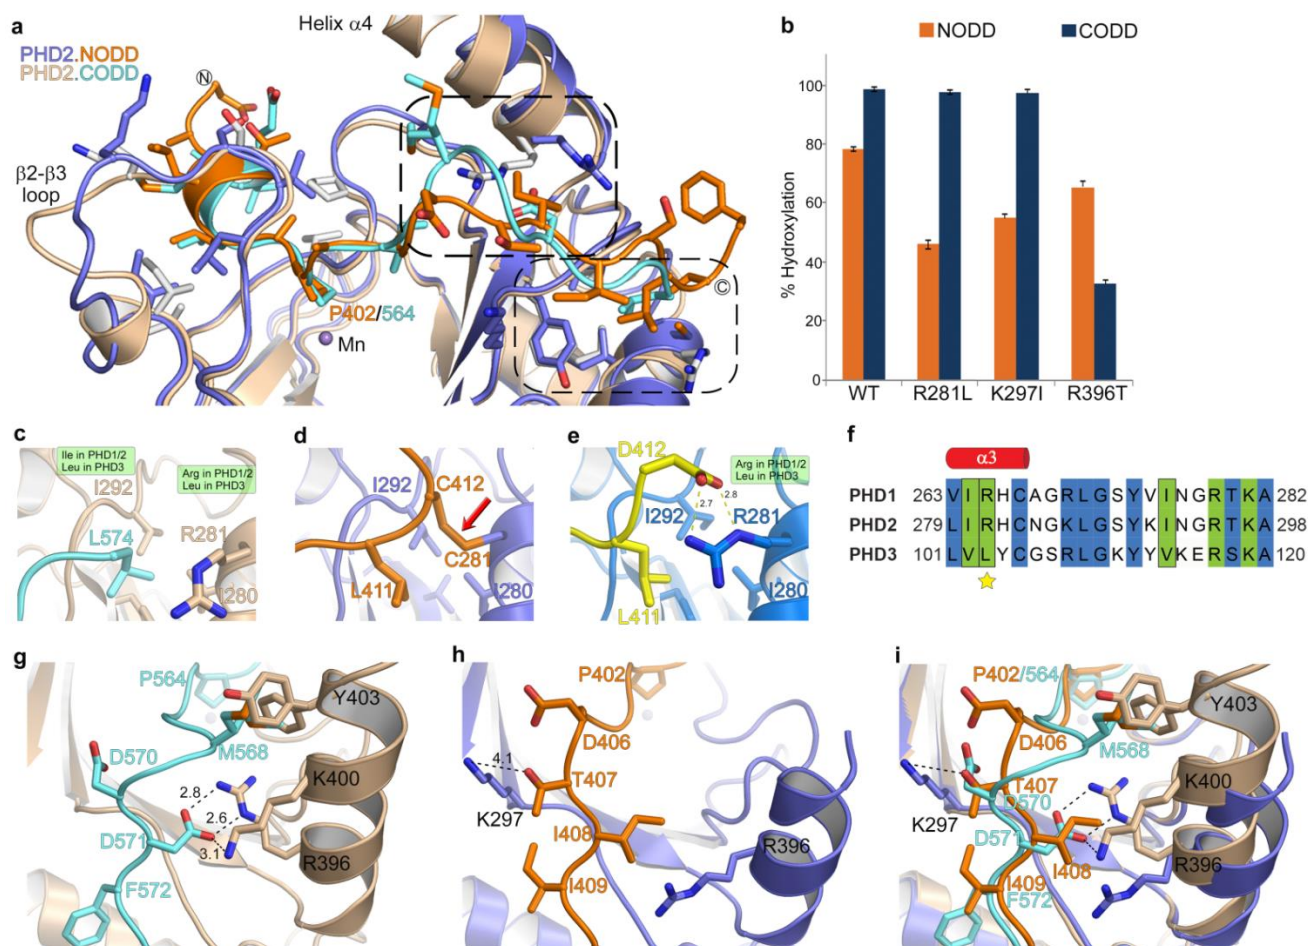 a
Helix α4
PHD2.NODD
PHD2.CODD
N
β2-β3
loop
P402/564
Mn
C
b
NODD
CODD
% Hydroxylation
100
80
60
40
20
0
WT
R281L
K297I
R396T
c
Ile in PHD1/2
Leu in PHD3
Arg in PHD1/2
Leu in PHD3
I292
R281
L574
I280
d
I292
C412
C281
L411
I280
e
D412
Arg in PHD1/2
Leu in PHD3
2.8
2.7
I292
R281
I280
L411
f
α3
PHD1 263 VIRHCAGRLGSYVINGRTKA 282
PHD2 279 LIRHCNGKLGSYKINGRTKA 298
PHD3 101 LVLYCGSRLGKYYVKERSKA 120
g
P564
Y403
D570
M568
K400
2.8
2.6
D571
3.1
R396
F572
h
P402
D406
4.1
T407
K297
I408
R396
I409
i
P402/564
Y403
D406
M568
K400
T407
D570
K297
D571
R396
I408
I409
F572